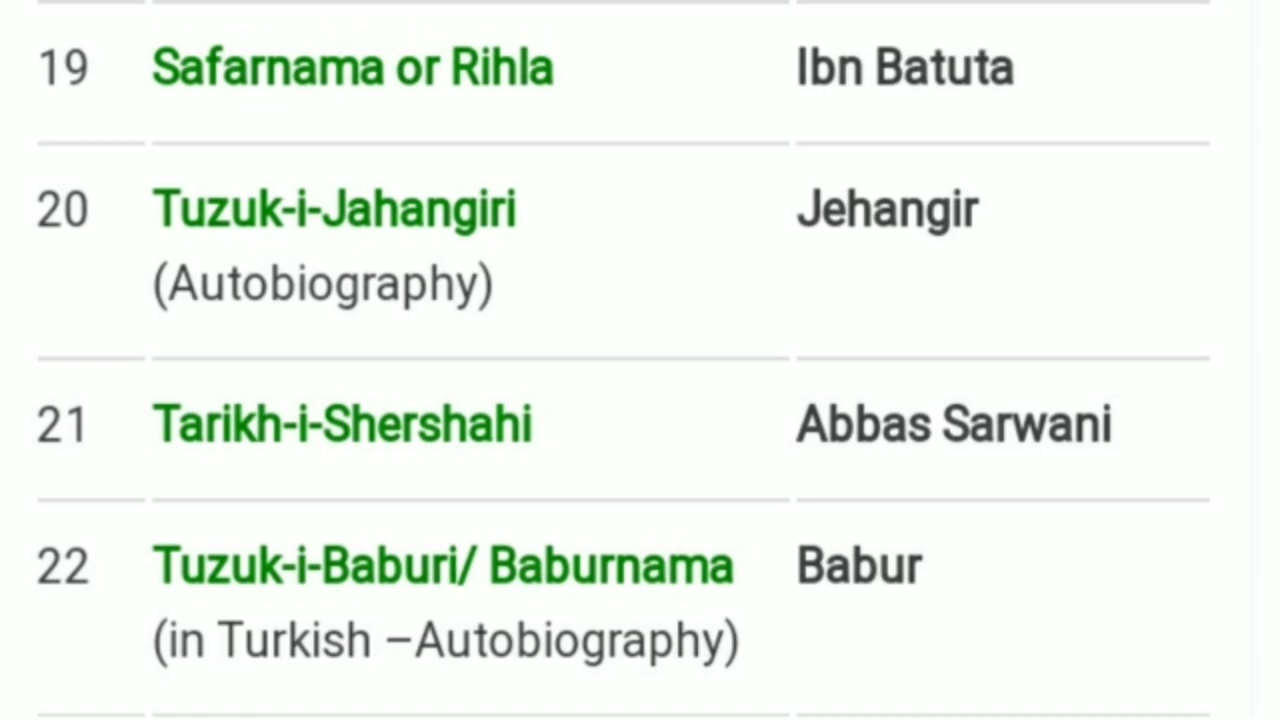 19 Safarnama or Rihla Ibn Batuta
20 Tuzuk-i-Jahangiri Jehangir
(Autobiography)
21 Tarikh-i-Shershahi Abbas Sarwani
22 Tuzuk-i-Baburi/ Baburnama Babur
(in Turkish –Autobiography)